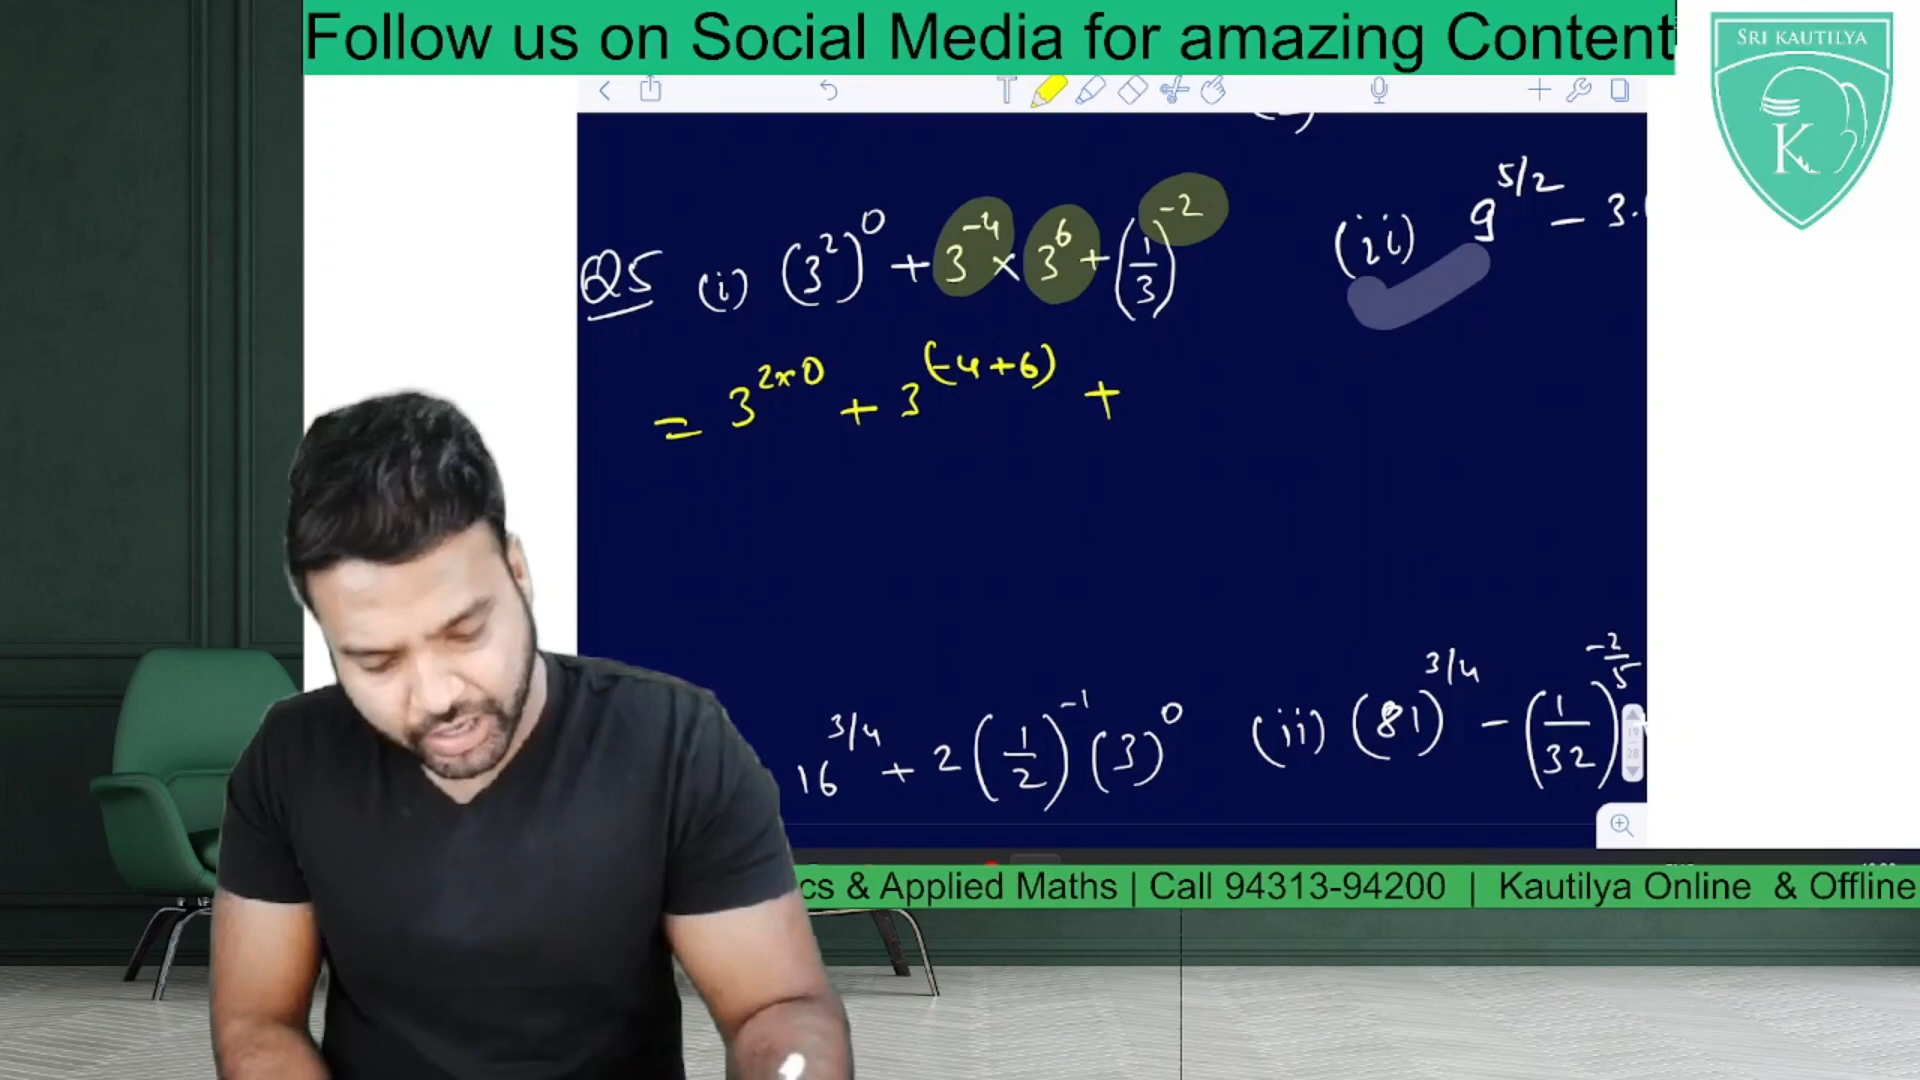 Follow us on Social Media for amazing Content
SRI KAUTILYA
K
Q5 (i) (3²)⁰ + 3⁻⁴ × 3⁶ + (1/3)⁻² (ii) 9^5/2 − 3.
= 3^2×0 + 3^(-4+6) +
16^3/4 + 2(1/2)⁻¹(3)⁰ (ii) (81)^3/4 − (1/32)^-2/5
19
28
cs & Applied Maths | Call 94313-94200 | Kautilya Online & Offline